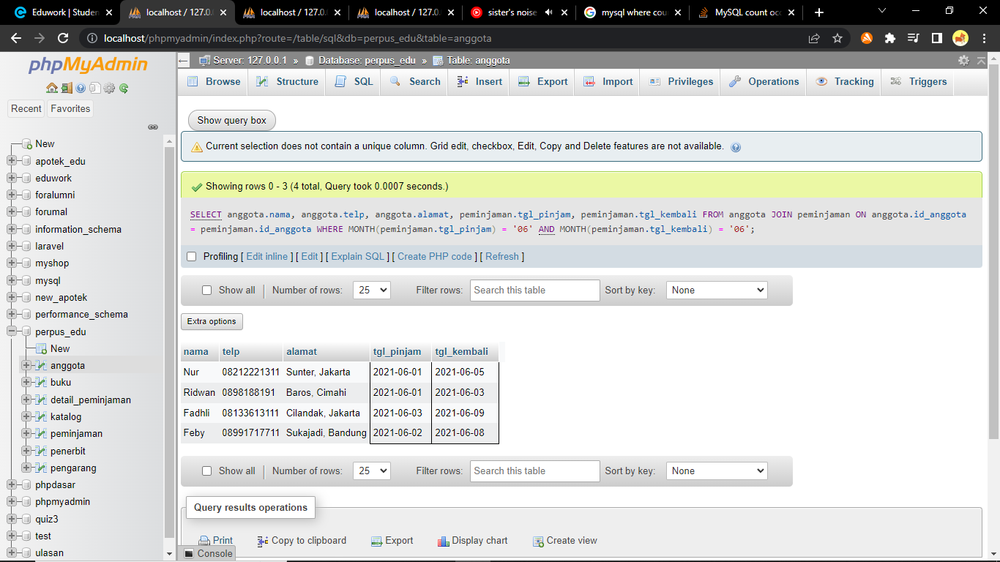 Eduwork | Studen
localhost / 127.0.
localhost / 127.0.
localhost / 127.0.
sister's noise
mysql where cou
MySQL count occ
localhost/phpmyadmin/index.php?route=/table/sql&db=perpus_edu&table=anggota
phpMyAdmin
Recent Favorites
New
apotek_edu
eduwork
foralumni
forumal
information_schema
laravel
myshop
mysql
new_apotek
performance_schema
perpus_edu
New
anggota
buku
detail_peminjaman
katalog
peminjaman
penerbit
pengarang
phpdasar
phpmyadmin
quiz3
test
ulasan
Server: 127.0.0.1 » Database: perpus_edu » Table: anggota
Browse Structure SQL Search Insert Export Import Privileges Operations Tracking Triggers
Show query box
Current selection does not contain a unique column. Grid edit, checkbox, Edit, Copy and Delete features are not available.
Showing rows 0 - 3 (4 total, Query took 0.0007 seconds.)
SELECT anggota.nama, anggota.telp, anggota.alamat, peminjaman.tgl_pinjam, peminjaman.tgl_kembali FROM anggota JOIN peminjaman ON anggota.id_anggota
= peminjaman.id_anggota WHERE MONTH(peminjaman.tgl_pinjam) = '06' AND MONTH(peminjaman.tgl_kembali) = '06';
Profiling [ Edit inline ] [ Edit ] [ Explain SQL ] [ Create PHP code ] [ Refresh ]
Show all Number of rows: 25 Filter rows: Search this table Sort by key: None
Extra options
nama telp alamat tgl_pinjam tgl_kembali
Nur 08212221311 Sunter, Jakarta 2021-06-01 2021-06-05
Ridwan 0898188191 Baros, Cimahi 2021-06-01 2021-06-03
Fadhli 08133613111 Cilandak, Jakarta 2021-06-03 2021-06-09
Feby 08991717711 Sukajadi, Bandung 2021-06-02 2021-06-08
Show all Number of rows: 25 Filter rows: Search this table Sort by key: None
Query results operations
Print Copy to clipboard Export Display chart Create view
Console